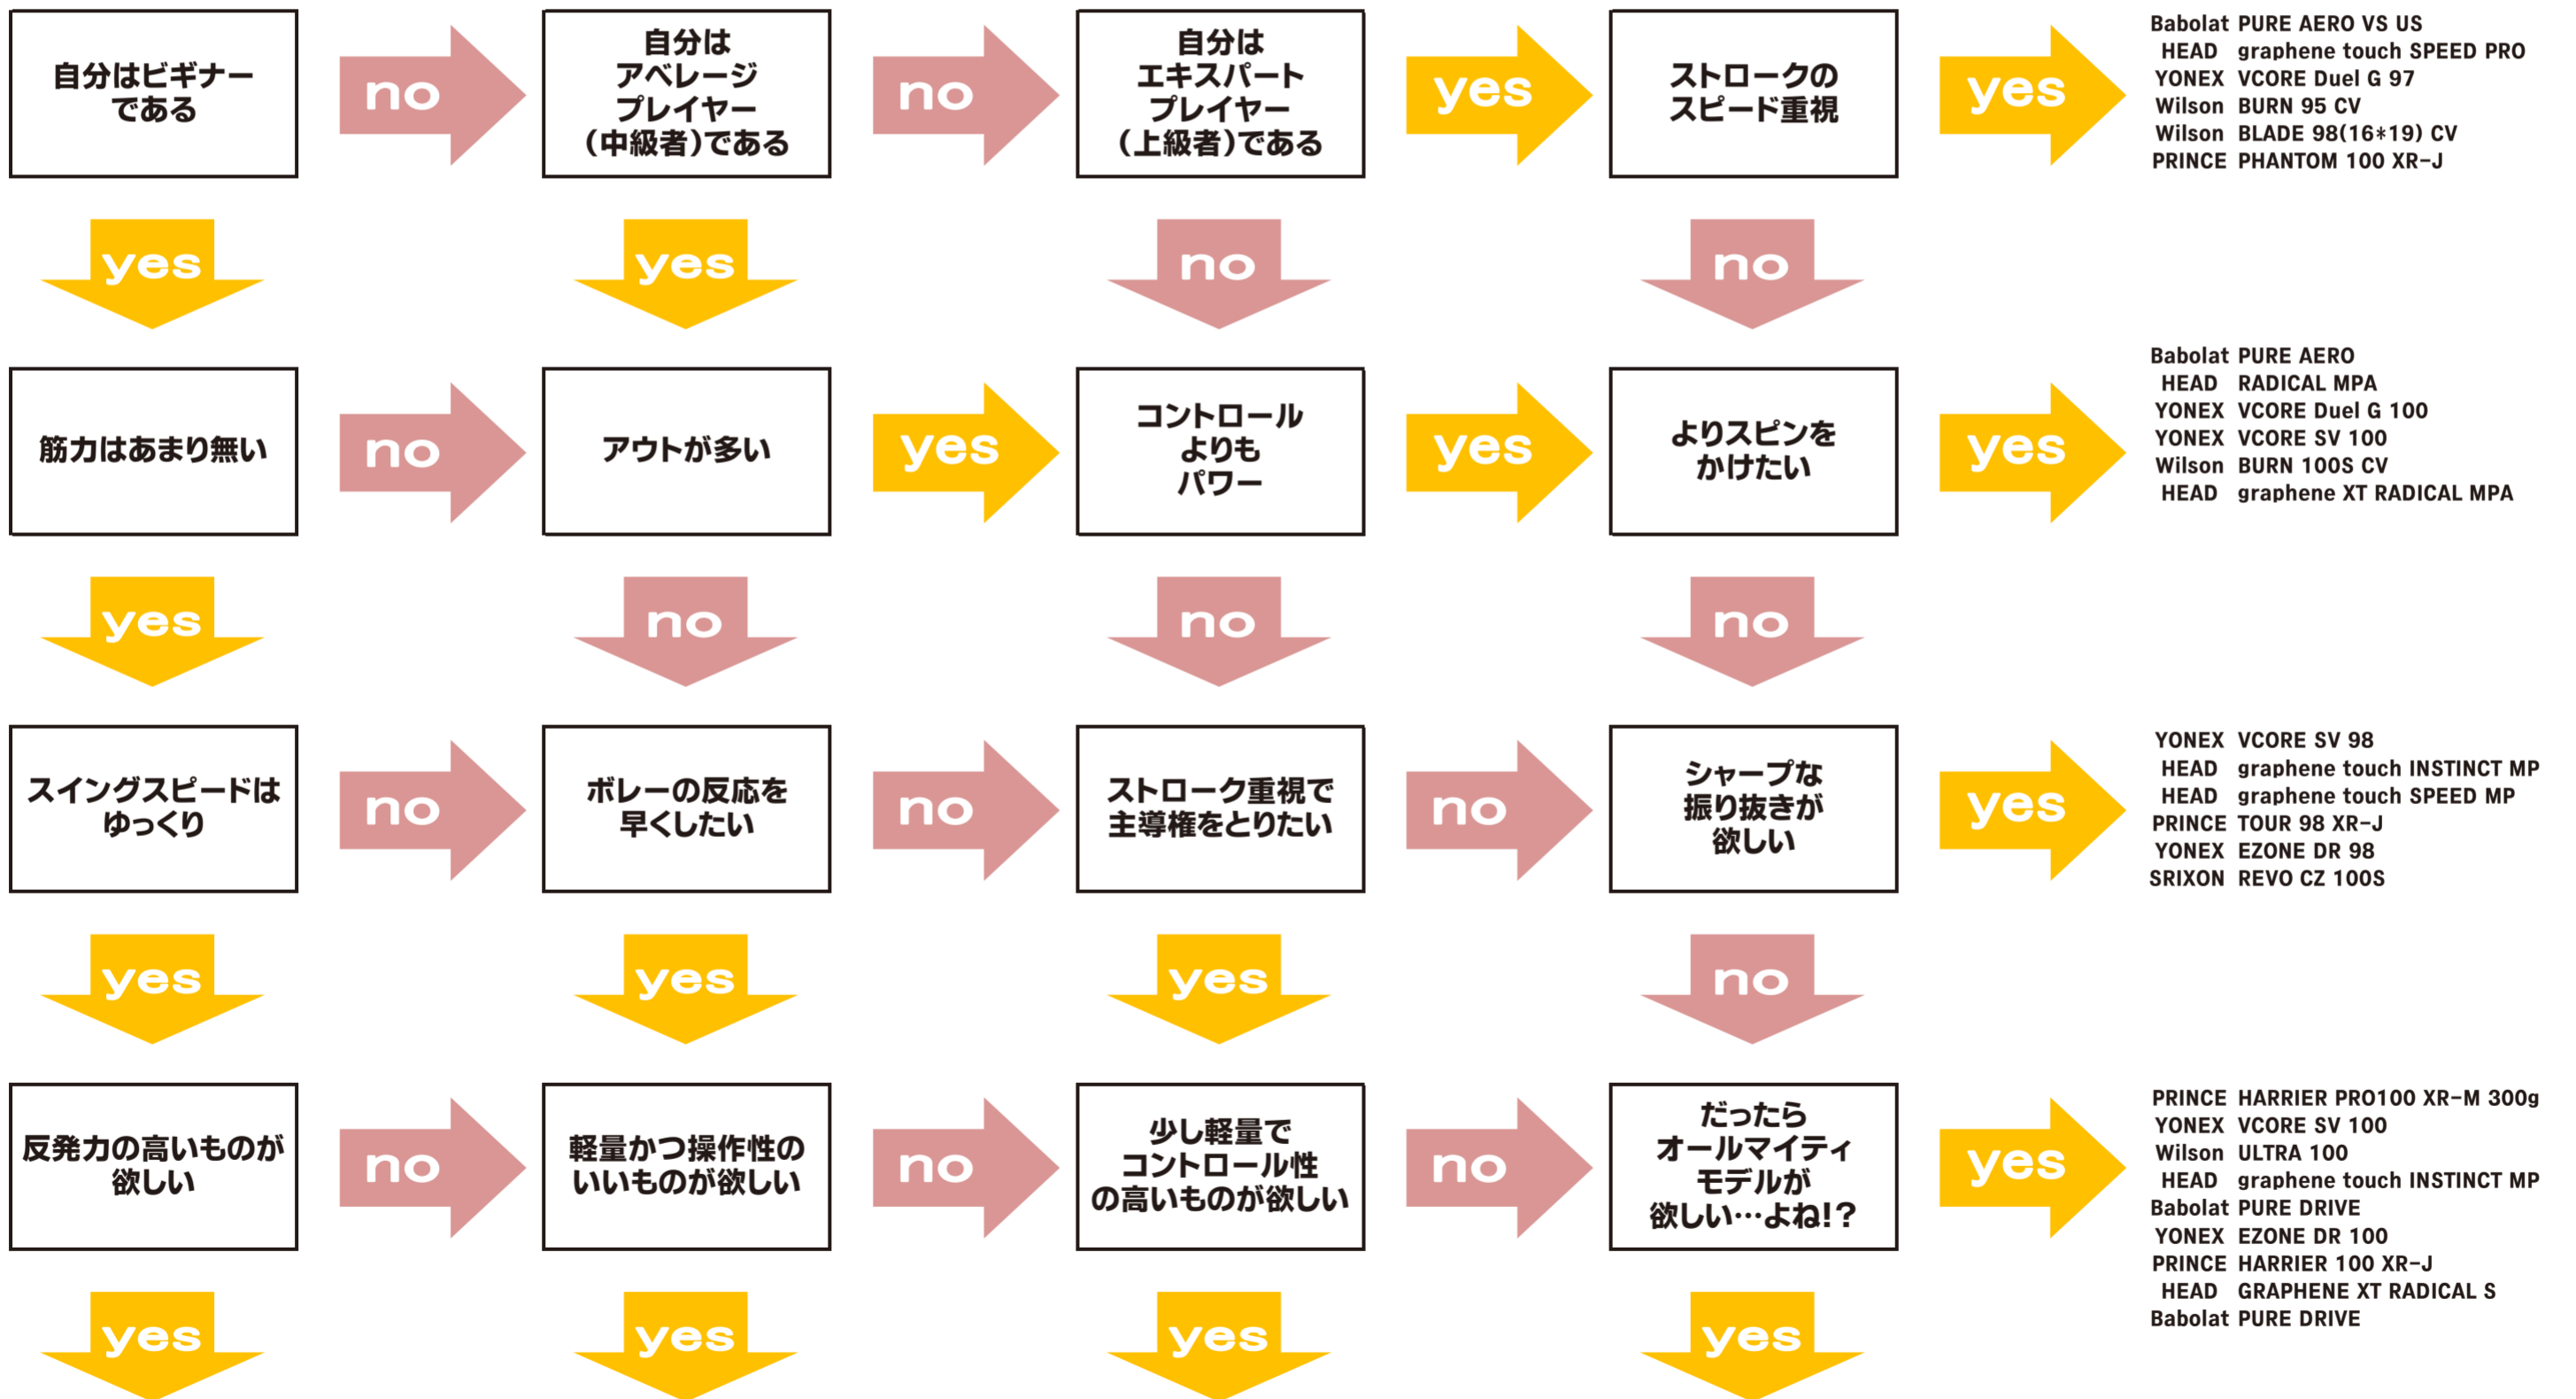 自分はビギナー
である
no
自分は
アベレージ
プレイヤー
(中級者)である
no
自分は
エキスパート
プレイヤー
(上級者)である
yes
ストロークの
スピード重視
yes
Babolat PURE AERO VS US
HEAD graphene touch SPEED PRO
YONEX VCORE Duel G 97
Wilson BURN 95 CV
Wilson BLADE 98(16*19) CV
PRINCE PHANTOM 100 XR-J
yes
yes
no
no
筋力はあまり無い
no
アウトが多い
yes
コントロール
よりも
パワー
yes
よりスピンを
かけたい
yes
Babolat PURE AERO
HEAD RADICAL MPA
YONEX VCORE Duel G 100
YONEX VCORE SV 100
Wilson BURN 100S CV
HEAD graphene XT RADICAL MPA
yes
no
no
no
スイングスピードは
ゆっくり
no
ボレーの反応を
早くしたい
no
ストローク重視で
主導権をとりたい
no
シャープな
振り抜きが
欲しい
yes
YONEX VCORE SV 98
HEAD graphene touch INSTINCT MP
HEAD graphene touch SPEED MP
PRINCE TOUR 98 XR-J
YONEX EZONE DR 98
SRIXON REVO CZ 100S
yes
yes
yes
no
反発力の高いものが
欲しい
no
軽量かつ操作性の
いいものが欲しい
no
少し軽量で
コントロール性
の高いものが欲しい
no
だったら
オールマイティ
モデルが
欲しい…よね!?
yes
PRINCE HARRIER PRO100 XR-M 300g
YONEX VCORE SV 100
Wilson ULTRA 100
HEAD graphene touch INSTINCT MP
Babolat PURE DRIVE
YONEX EZONE DR 100
PRINCE HARRIER 100 XR-J
HEAD GRAPHENE XT RADICAL S
Babolat PURE DRIVE
yes
yes
yes
yes